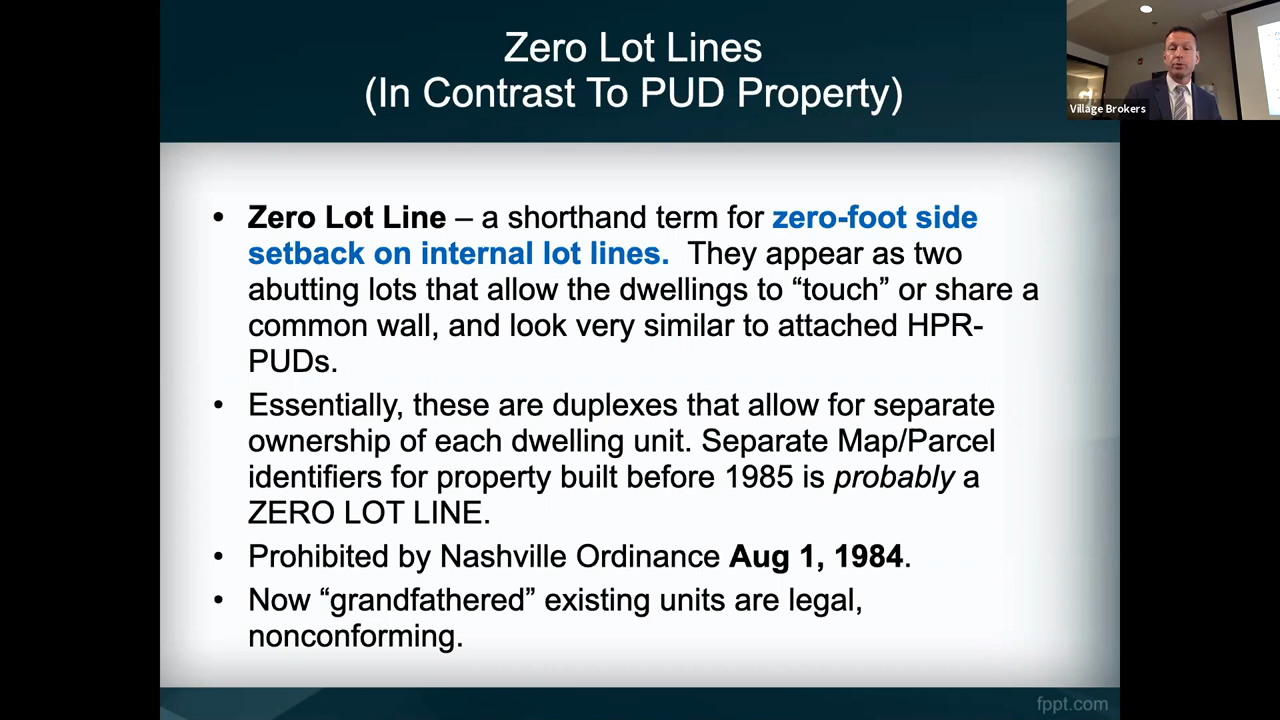 Zero Lot Lines
(In Contrast To PUD Property)
Village Brokers
• Zero Lot Line – a shorthand term for zero-foot side
setback on internal lot lines.  They appear as two
abutting lots that allow the dwellings to “touch” or share a
common wall, and look very similar to attached HPR-
PUDs.
• Essentially, these are duplexes that allow for separate
ownership of each dwelling unit. Separate Map/Parcel
identifiers for property built before 1985 is probably a
ZERO LOT LINE.
• Prohibited by Nashville Ordinance Aug 1, 1984.
• Now “grandfathered” existing units are legal,
nonconforming.
fppt.com